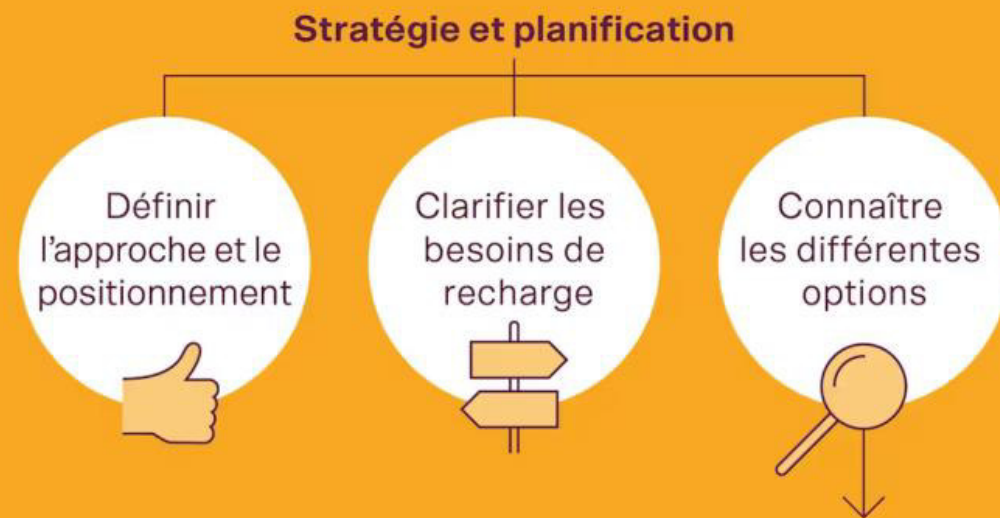 Stratégie et planification
Définir
l'approche et le
positionnement
Clarifier les
besoins de
recharge
Connaître
les différentes
options